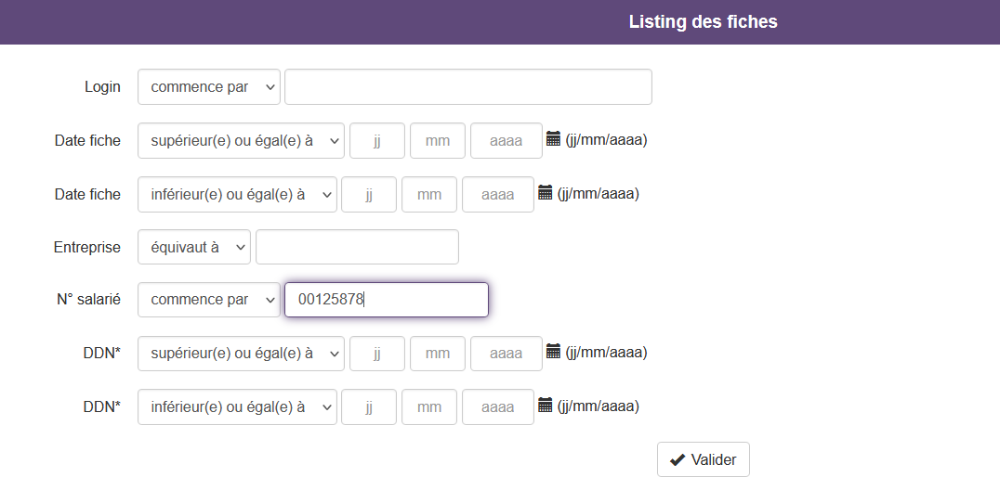 Listing des fiches
Login commence par
Date fiche supérieur(e) ou égal(e) à jj mm aaaa (jj/mm/aaaa)
Date fiche inférieur(e) ou égal(e) à jj mm aaaa (jj/mm/aaaa)
Entreprise équivaut à
N° salarié commence par 00125878
DDN* supérieur(e) ou égal(e) à jj mm aaaa (jj/mm/aaaa)
DDN* inférieur(e) ou égal(e) à jj mm aaaa (jj/mm/aaaa)
Valider